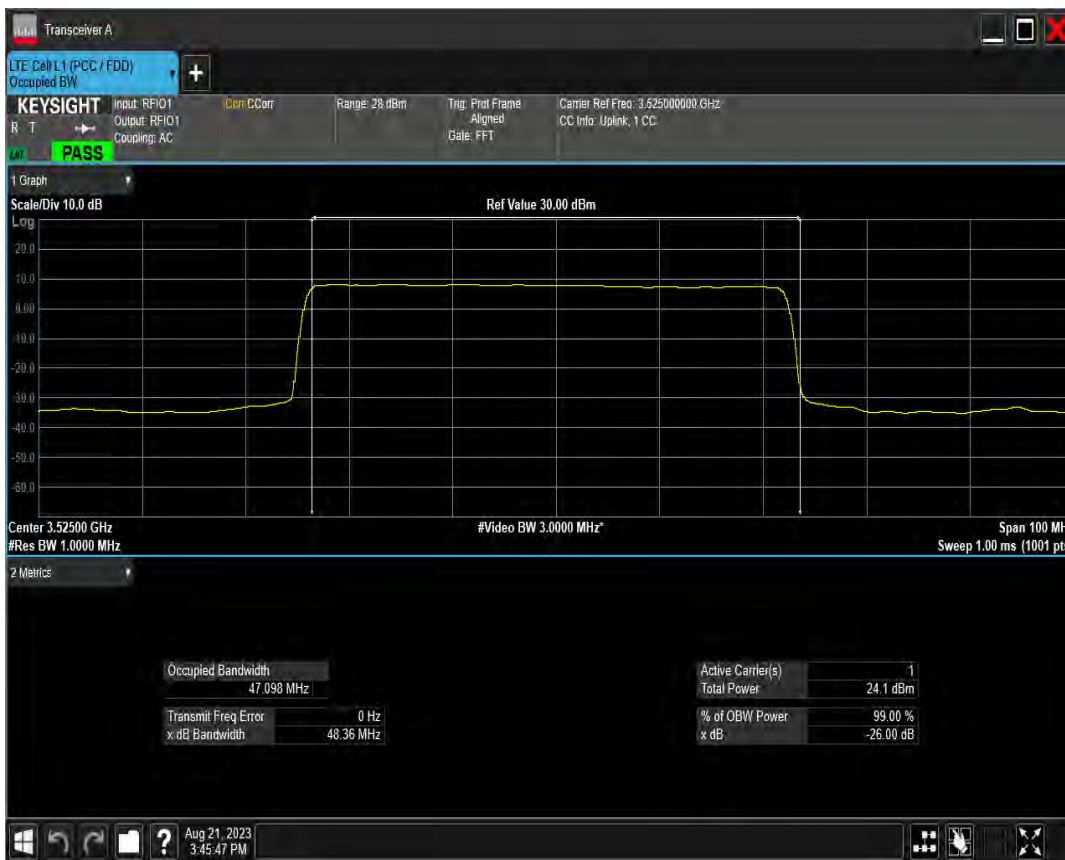 Transceiver A
LTE Cell L1 (PCC / FDD)
Occupied BW
+
KEYSIGHT
R T
LXI
PASS
Input: RFIO1
Output: RFIO1
Coupling: AC
Corr CCorr
Range: 28 dBm
Trig: Prot Frame
Aligned
Gate: FFT
Carrier Ref Freq: 3.525000000 GHz
CC Info: Uplink, 1 CC
1 Graph
Scale/Div 10.0 dB
Ref Value 30.00 dBm
Log
20.0
10.0
0.00
-10.0
-20.0
-30.0
-40.0
-50.0
-60.0
Center 3.52500 GHz
#Video BW 3.0000 MHz*
Span 100 MH
#Res BW 1.0000 MHz
Sweep 1.00 ms (1001 pt
2 Metrics
Occupied Bandwidth
47.098 MHz
Transmit Freq Error 0 Hz
x dB Bandwidth 48.36 MHz
Active Carrier(s) 1
Total Power 24.1 dBm
% of OBW Power 99.00 %
x dB -26.00 dB
?
Aug 21, 2023
3:45:47 PM